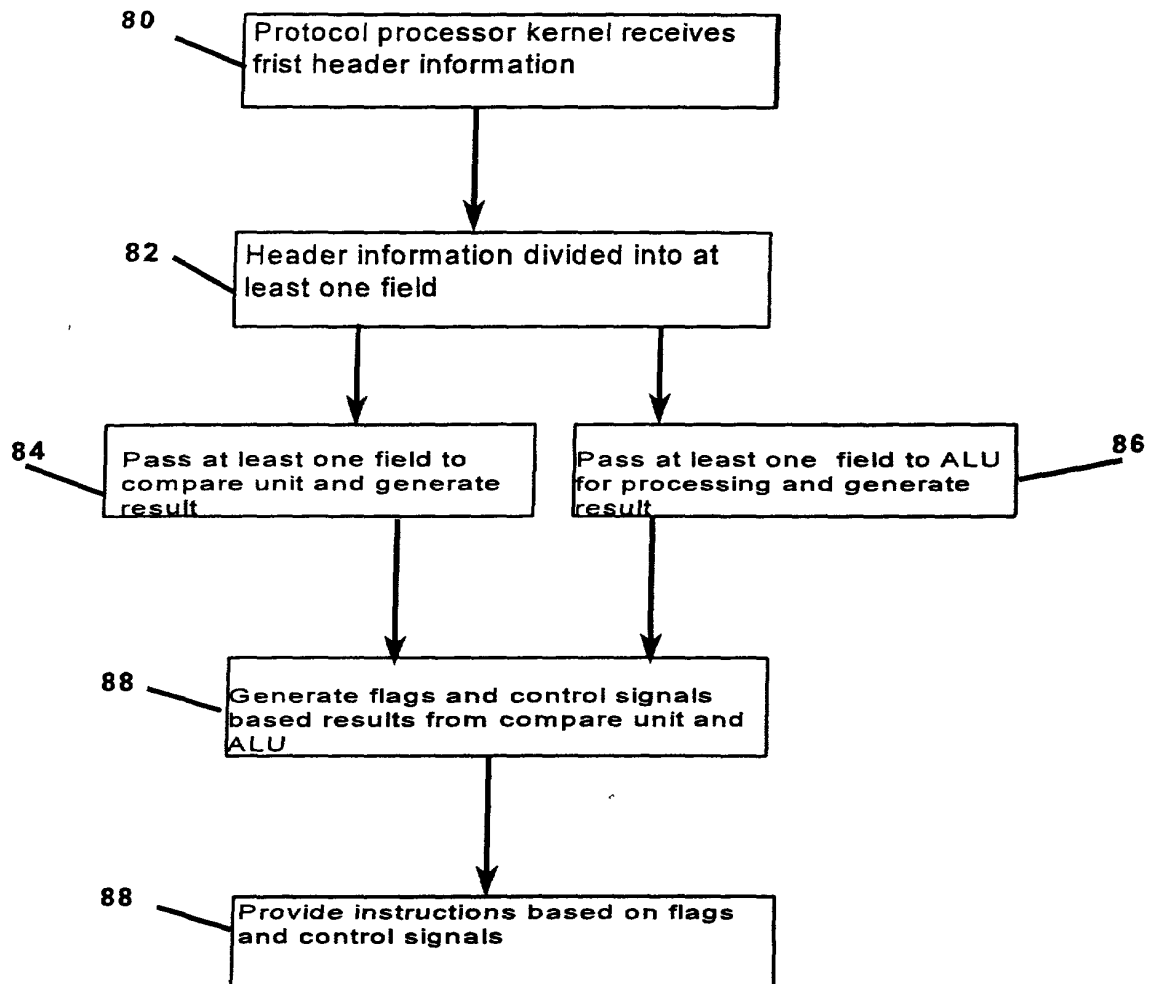 80
Protocol processor kernel receives
frist header information
82
Header information divided into at
least one field
84
Pass at least one field to
compare unit and generate
result
Pass at least one field to ALU
for processing and generate
result
86
88
Generate flags and control signals
based results from compare unit and
ALU
88
Provide instructions based on flags
and control signals